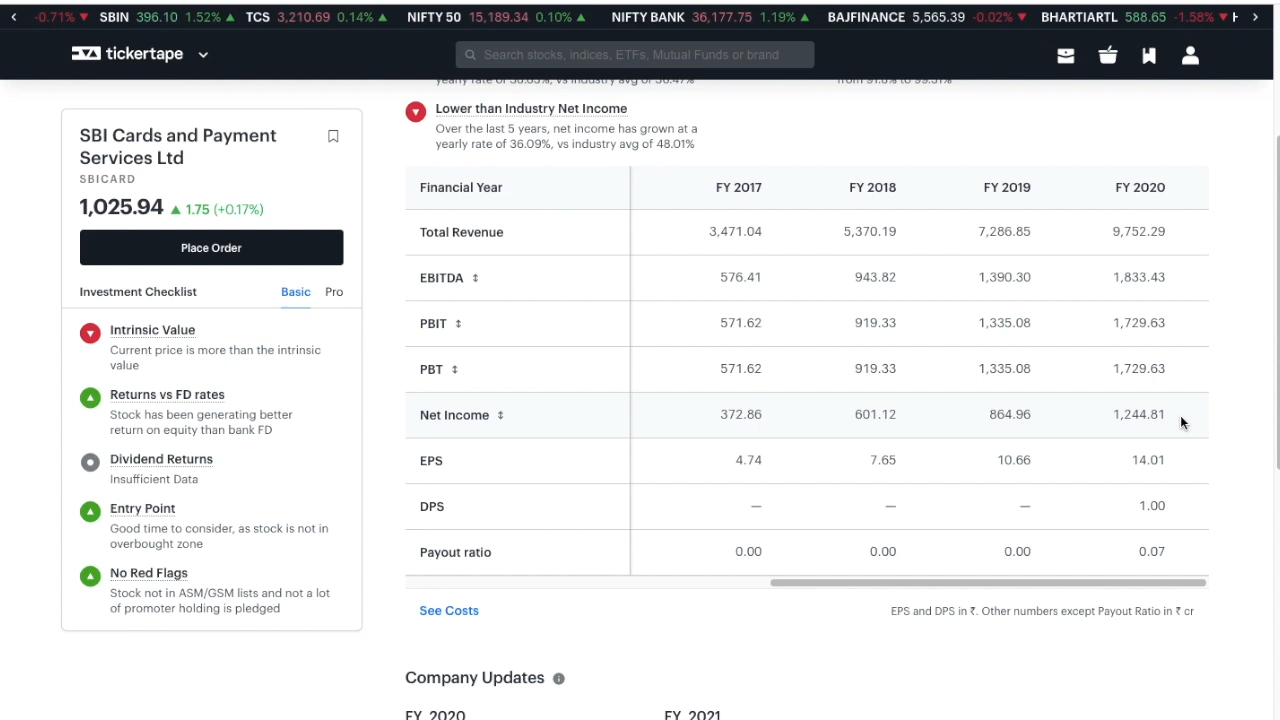 -0.71% ▼ SBIN 396.10 1.52% ▲ TCS 3,210.69 0.14% ▲ NIFTY 50 15,189.34 0.10% ▲ NIFTY BANK 36,177.75 1.19% ▲ BAJFINANCE 5,565.39 -0.02% ▼ BHARTIARTL 588.65 -1.58% ▼ H
tickertape
Search stocks, indices, ETFs, Mutual Funds or brand
SBI Cards and Payment
Services Ltd
SBICARD
1,025.94 ▲ 1.75 (+0.17%)
Place Order
Investment Checklist Basic Pro
Intrinsic Value
Current price is more than the intrinsic
value
Returns vs FD rates
Stock has been generating better
return on equity than bank FD
Dividend Returns
Insufficient Data
Entry Point
Good time to consider, as stock is not in
overbought zone
No Red Flags
Stock not in ASM/GSM lists and not a lot
of promoter holding is pledged
Lower than Industry Net Income
Over the last 5 years, net income has grown at a
yearly rate of 36.09%, vs industry avg of 48.01%
Financial Year FY 2017 FY 2018 FY 2019 FY 2020
Total Revenue 3,471.04 5,370.19 7,286.85 9,752.29
EBITDA 576.41 943.82 1,390.30 1,833.43
PBIT 571.62 919.33 1,335.08 1,729.63
PBT 571.62 919.33 1,335.08 1,729.63
Net Income 372.86 601.12 864.96 1,244.81
EPS 4.74 7.65 10.66 14.01
DPS — — — 1.00
Payout ratio 0.00 0.00 0.00 0.07
See Costs EPS and DPS in ₹. Other numbers except Payout Ratio in ₹ cr
Company Updates
FY 2020 FY 2021